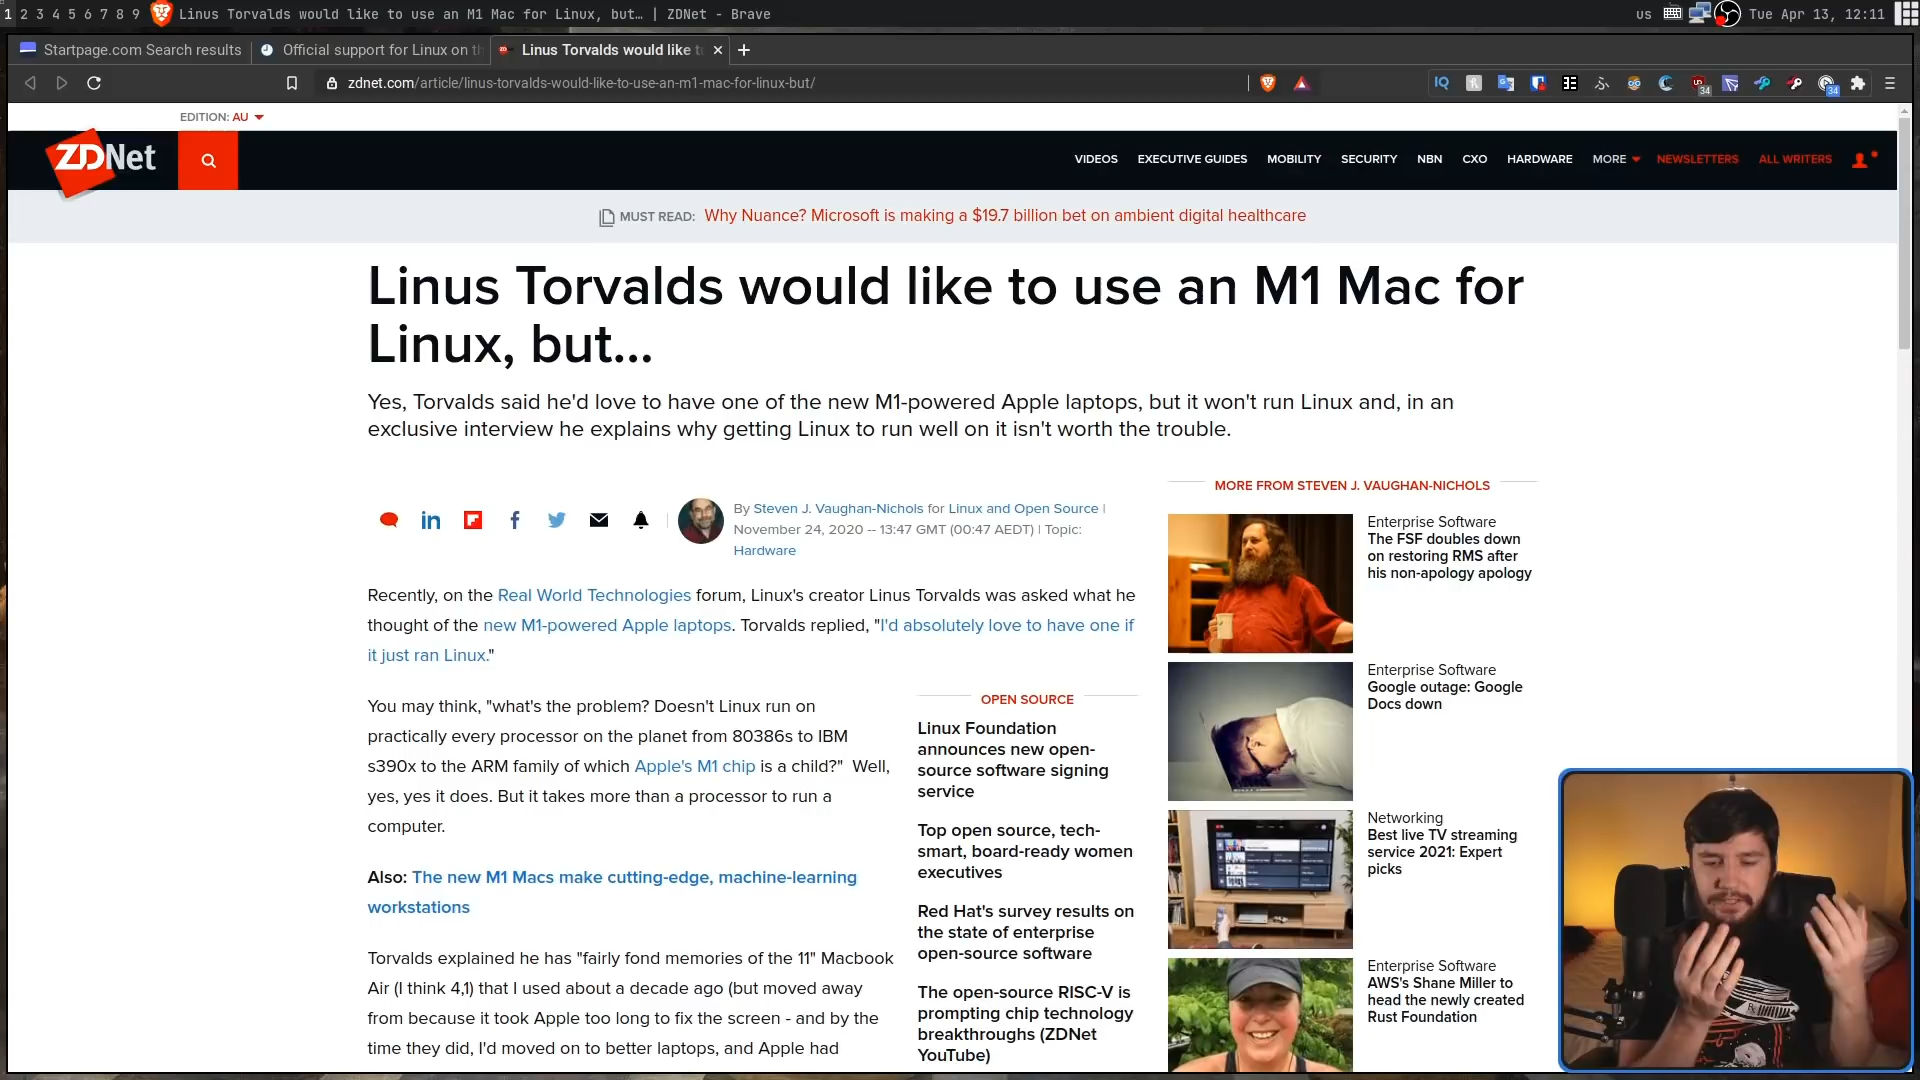 1 2 3 4 5 6 7 8 9 Linus Torvalds would like to use an M1 Mac for Linux, but… | ZDNet - Brave
us Tue Apr 13, 12:11
Startpage.com Search results
Official support for Linux on th
Linus Torvalds would like to
zdnet.com/article/linus-torvalds-would-like-to-use-an-m1-mac-for-linux-but/
IQ
34
34
EDITION: AU
ZDNet
VIDEOS EXECUTIVE GUIDES MOBILITY SECURITY NBN CXO HARDWARE MORE NEWSLETTERS ALL WRITERS
MUST READ: Why Nuance? Microsoft is making a $19.7 billion bet on ambient digital healthcare
Linus Torvalds would like to use an M1 Mac for
Linux, but...
Yes, Torvalds said he'd love to have one of the new M1-powered Apple laptops, but it won't run Linux and, in an
exclusive interview he explains why getting Linux to run well on it isn't worth the trouble.
By Steven J. Vaughan-Nichols for Linux and Open Source |
November 24, 2020 -- 13:47 GMT (00:47 AEDT) | Topic:
Hardware
Recently, on the Real World Technologies forum, Linux's creator Linus Torvalds was asked what he
thought of the new M1-powered Apple laptops. Torvalds replied, "I'd absolutely love to have one if
it just ran Linux."
You may think, "what's the problem? Doesn't Linux run on
practically every processor on the planet from 80386s to IBM
s390x to the ARM family of which Apple's M1 chip is a child?" Well,
yes, yes it does. But it takes more than a processor to run a
computer.
Also: The new M1 Macs make cutting-edge, machine-learning
workstations
Torvalds explained he has "fairly fond memories of the 11" Macbook
Air (I think 4,1) that I used about a decade ago (but moved away
from because it took Apple too long to fix the screen - and by the
time they did, I'd moved on to better laptops, and Apple had
OPEN SOURCE
Linux Foundation
announces new open-
source software signing
service
Top open source, tech-
smart, board-ready women
executives
Red Hat's survey results on
the state of enterprise
open-source software
The open-source RISC-V is
prompting chip technology
breakthroughs (ZDNet
YouTube)
MORE FROM STEVEN J. VAUGHAN-NICHOLS
Enterprise Software
The FSF doubles down
on restoring RMS after
his non-apology apology
Enterprise Software
Google outage: Google
Docs down
Networking
Best live TV streaming
service 2021: Expert
picks
Enterprise Software
AWS's Shane Miller to
head the newly created
Rust Foundation